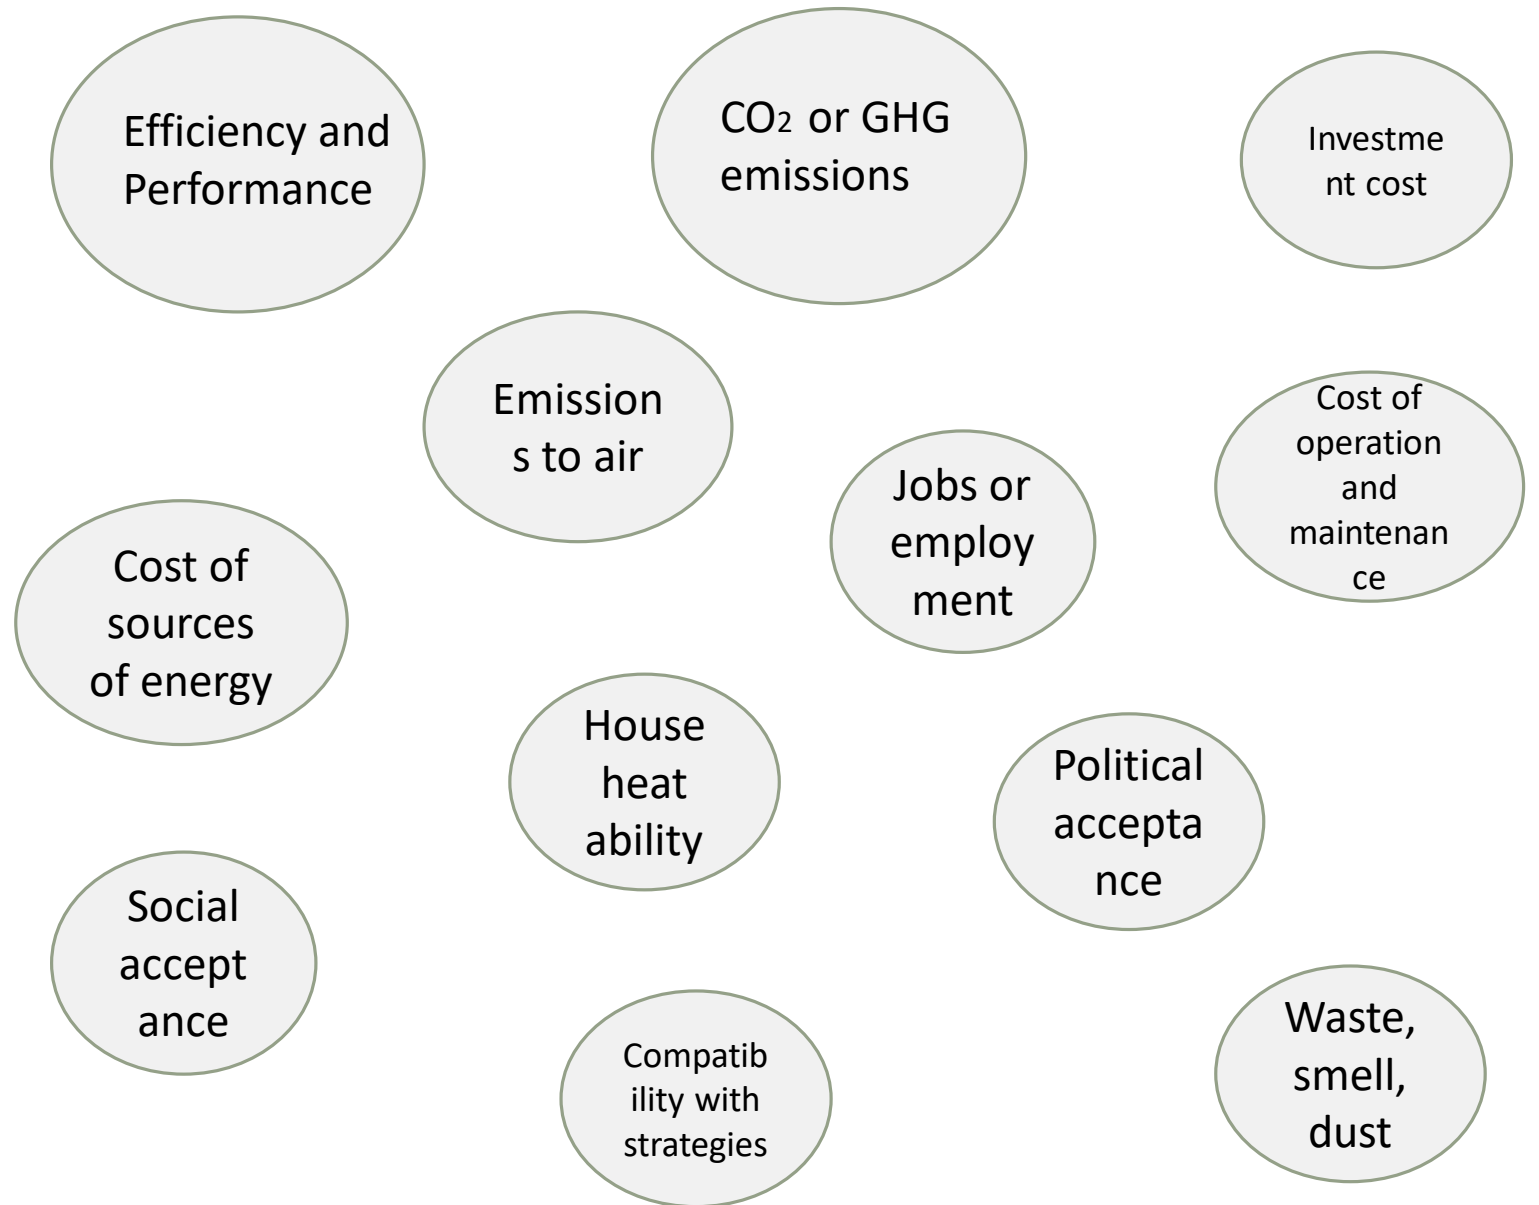 Efficiency and
Performance
CO2 or GHG
emissions
Investme
nt cost
Emission
s to air
Cost of
operation
and
maintenan
ce
Jobs or
employ
ment
Cost of
sources
of energy
House
heat
ability
Political
accepta
nce
Social
accept
ance
Compatib
ility with
strategies
Waste,
smell,
dust